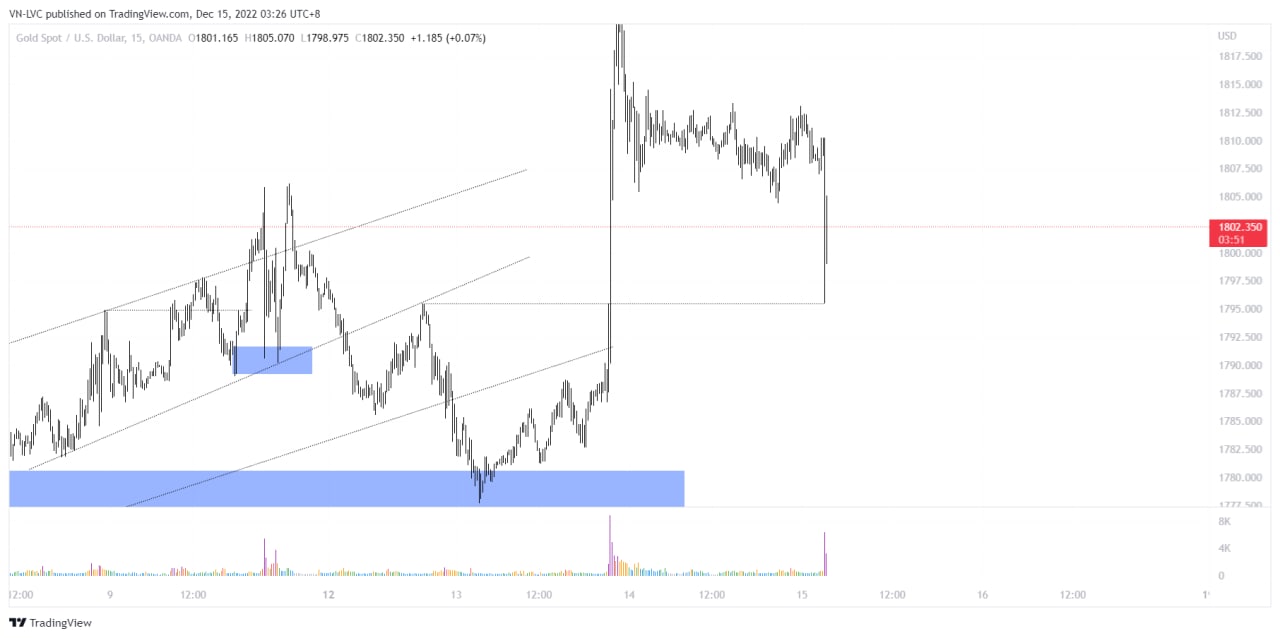 VN-LVC published on TradingView.com, Dec 15, 2022 03:26 UTC+8
Gold Spot / U.S. Dollar, 15, OANDA O1801.165 H1805.070 L1798.975 C1802.350 +1.185 (+0.07%)
USD
1817.500
1815.000
1812.500
1810.000
1807.500
1805.000
1802.350
03:51
1800.000
1797.500
1795.000
1792.500
1790.000
1787.500
1785.000
1782.500
1780.000
1777.500
8K
4K
0
12:00 9 12:00 12 13 12:00 14 12:00 15 12:00 16 12:00
TradingView